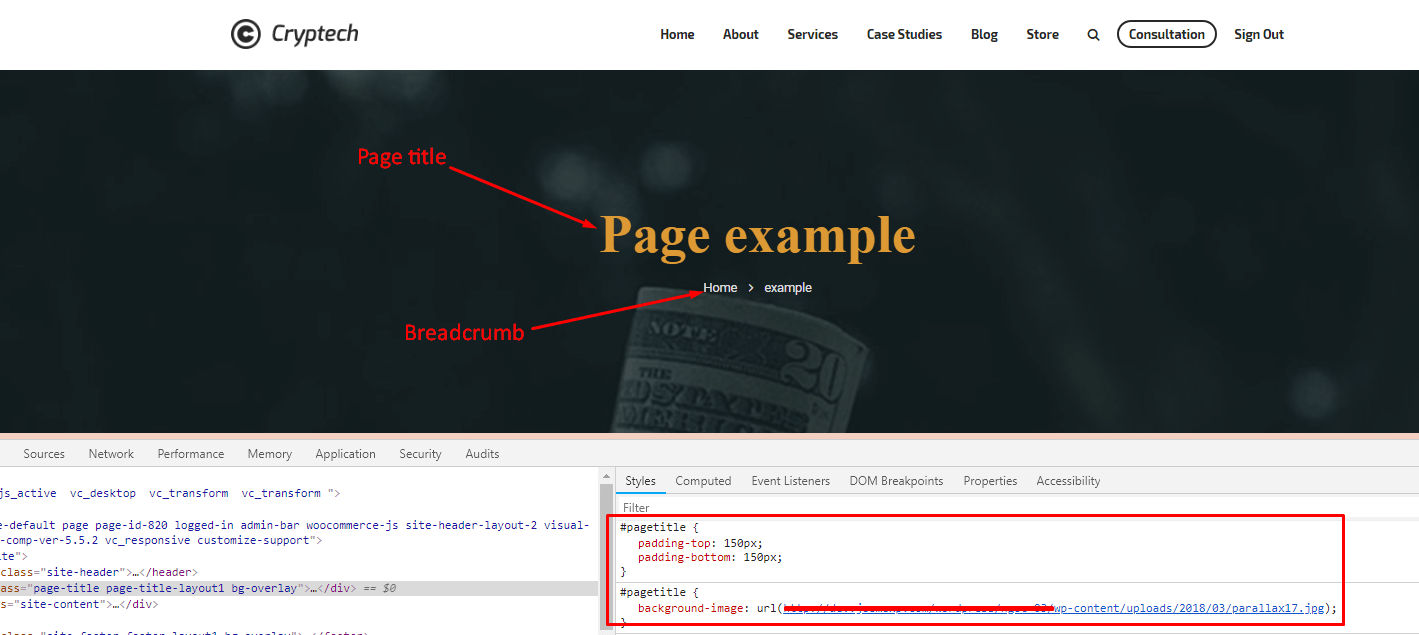 Cryptech
Home About Services Case Studies Blog Store Consultation Sign Out
Page title
Page example
Home > example
Breadcrumb
NOTE
20
THE
Sources Network Performance Memory Application Security Audits
Styles Computed Event Listeners DOM Breakpoints Properties Accessibility
Filter
js_active vc_desktop vc_transform vc_transform ">
e-default page page-id-820 logged-in admin-bar woocommerce-js site-header-layout-2 visual-
-comp-ver-5.5.2 vc_responsive customize-support">
ite">
class="site-header">…</header>
ass="page-title page-title-layout1 bg-overlay">…</div> == $0
s="site-content">…</div>
#pagetitle {
padding-top: 150px;
padding-bottom: 150px;
}
#pagetitle {
background-image: url(wp-content/uploads/2018/03/parallax17.jpg);
}